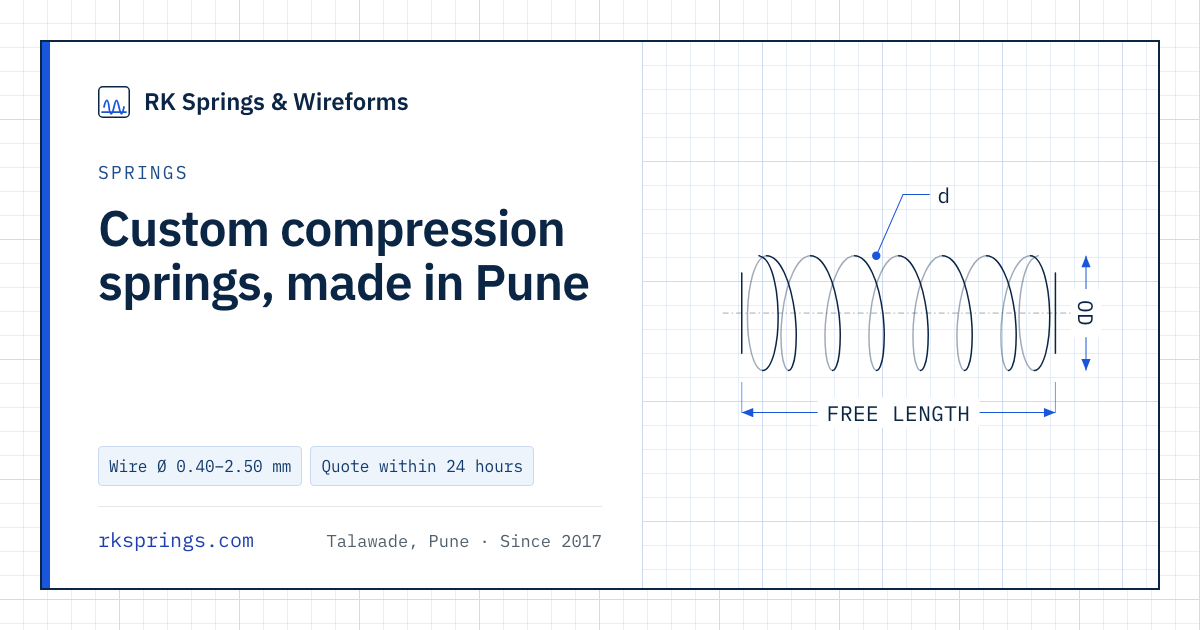 RK Springs & Wireforms
SPRINGS
Custom compression
springs, made in Pune
Wire Ø 0.40–2.50 mm
Quote within 24 hours
rksprings.com
Talawade, Pune · Since 2017
d
OD
FREE LENGTH